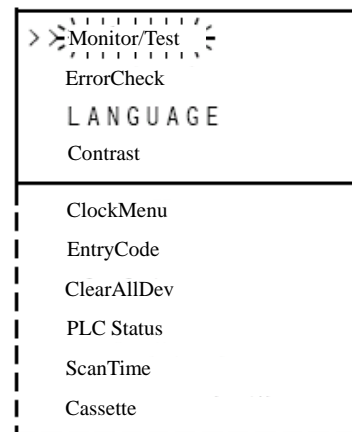 >> Monitor/Test
ErrorCheck
LANGUAGE
Contrast
ClockMenu
EntryCode
ClearAllDev
PLC Status
ScanTime
Cassette